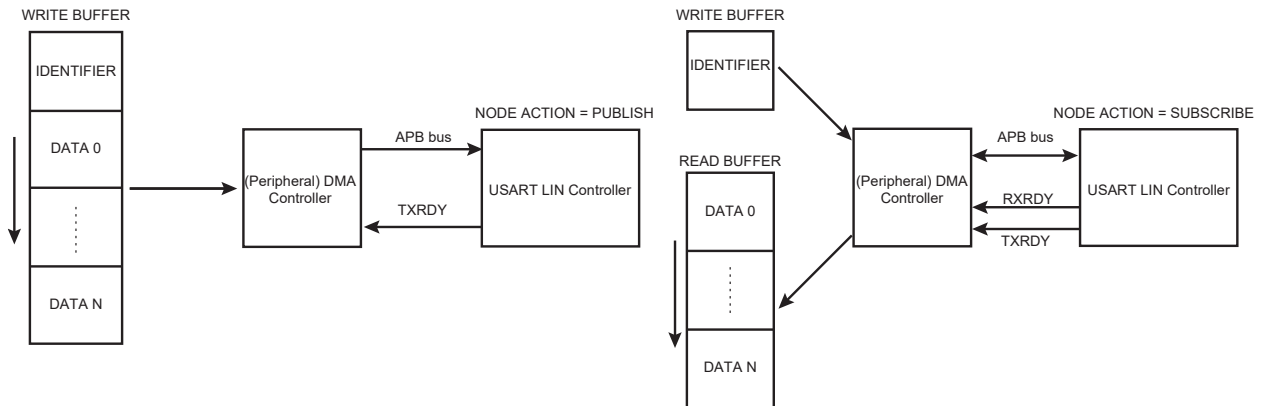 WRITE BUFFER
IDENTIFIER
DATA 0
DATA N
(Peripheral) DMA
Controller
APB bus
TXRDY
NODE ACTION = PUBLISH
USART LIN Controller
WRITE BUFFER
IDENTIFIER
READ BUFFER
DATA 0
DATA N
(Peripheral) DMA
Controller
APB bus
RXRDY
TXRDY
NODE ACTION = SUBSCRIBE
USART LIN Controller